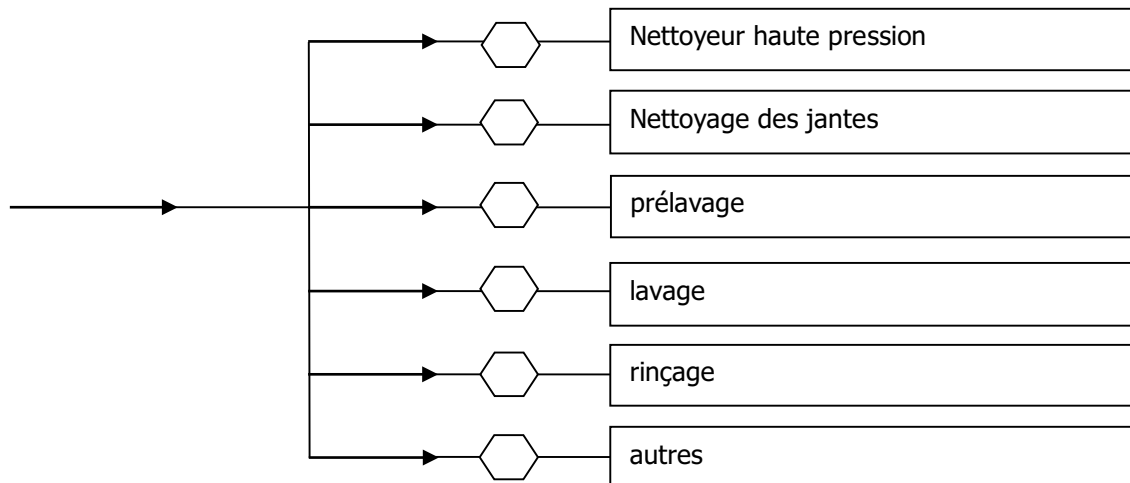 Nettoyeur haute pression
Nettoyage des jantes
prélavage
lavage
rinçage
autres